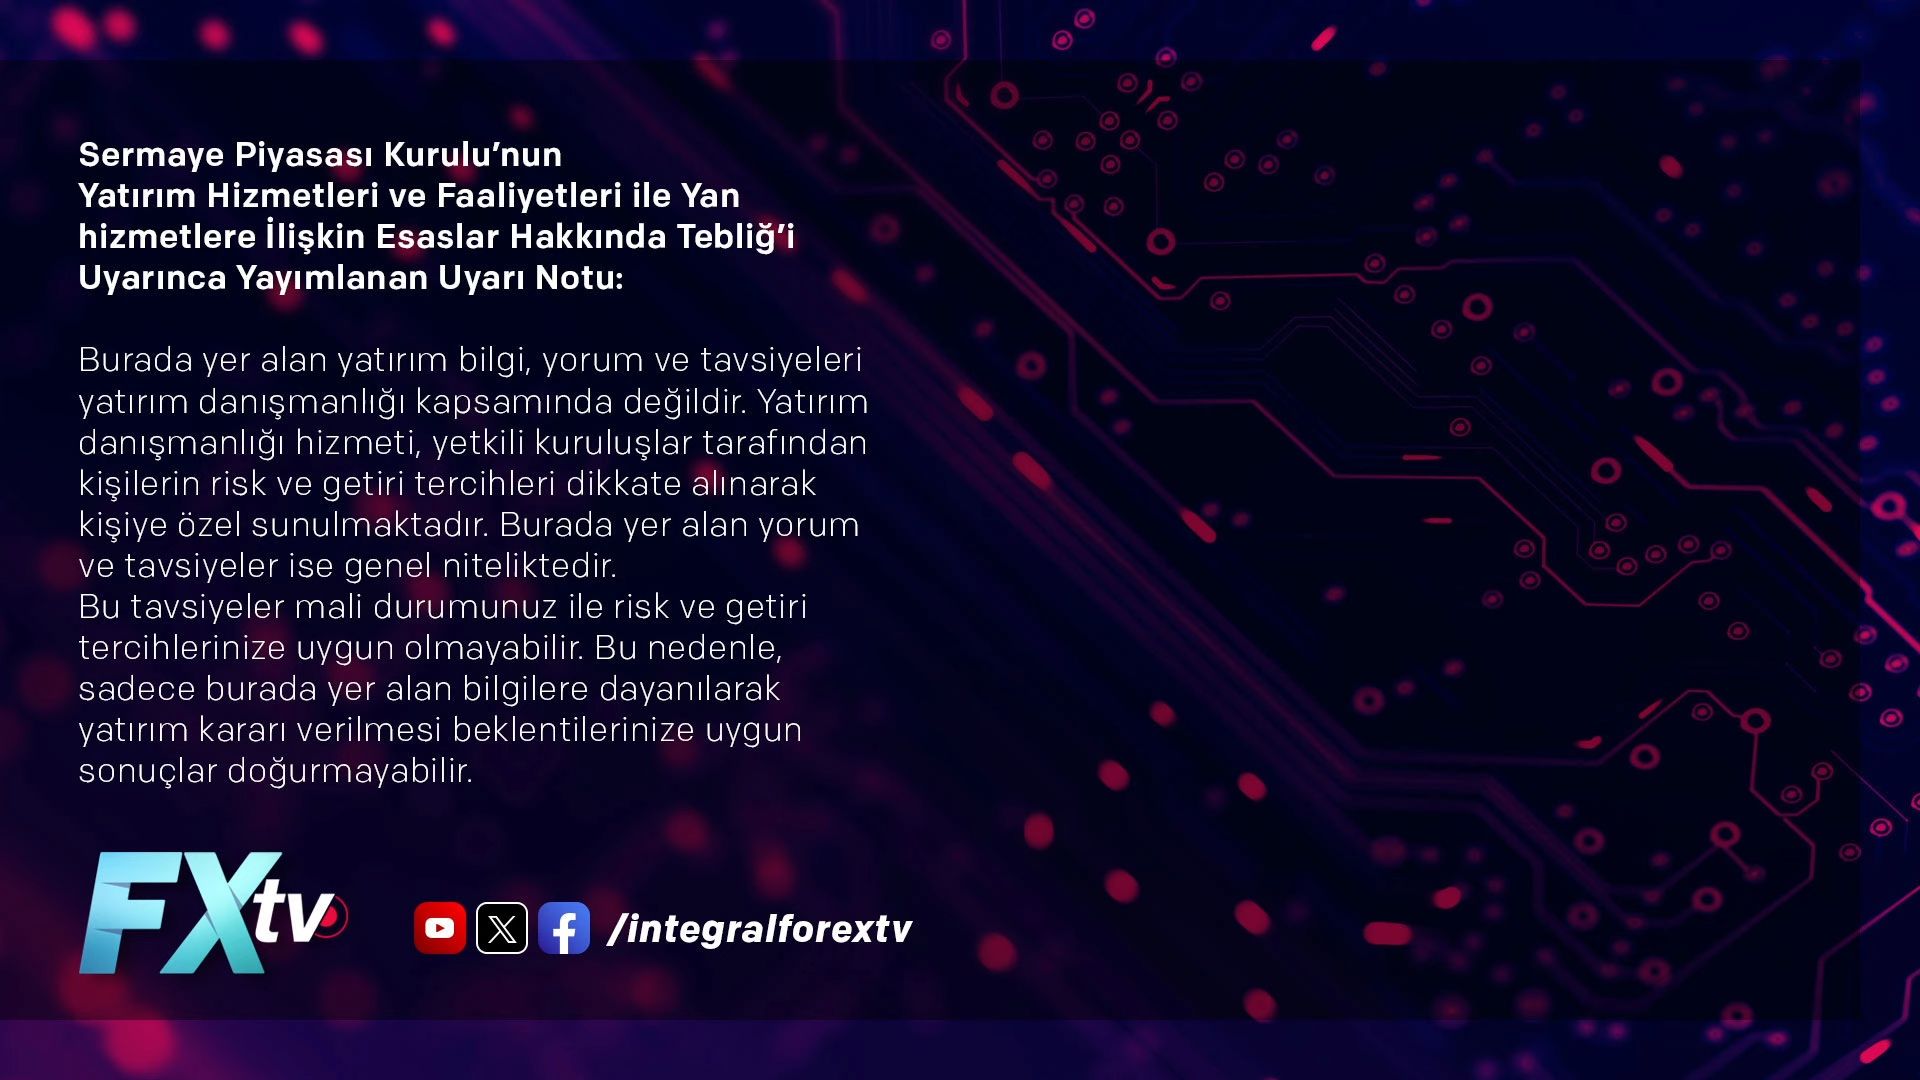 Sermaye Piyasası Kurulu’nun
Yatırım Hizmetleri ve Faaliyetleri ile Yan
hizmetlere İlişkin Esaslar Hakkında Tebliğ’i
Uyarınca Yayımlanan Uyarı Notu:
Burada yer alan yatırım bilgi, yorum ve tavsiyeleri
yatırım danışmanlığı kapsamında değildir. Yatırım
danışmanlığı hizmeti, yetkili kuruluşlar tarafından
kişilerin risk ve getiri tercihleri dikkate alınarak
kişiye özel sunulmaktadır. Burada yer alan yorum
ve tavsiyeler ise genel niteliktedir.
Bu tavsiyeler mali durumunuz ile risk ve getiri
tercihlerinize uygun olmayabilir. Bu nedenle,
sadece burada yer alan bilgilere dayanılarak
yatırım kararı verilmesi beklentilerinize uygun
sonuçlar doğurmayabilir.
FXtv
/integralforextv